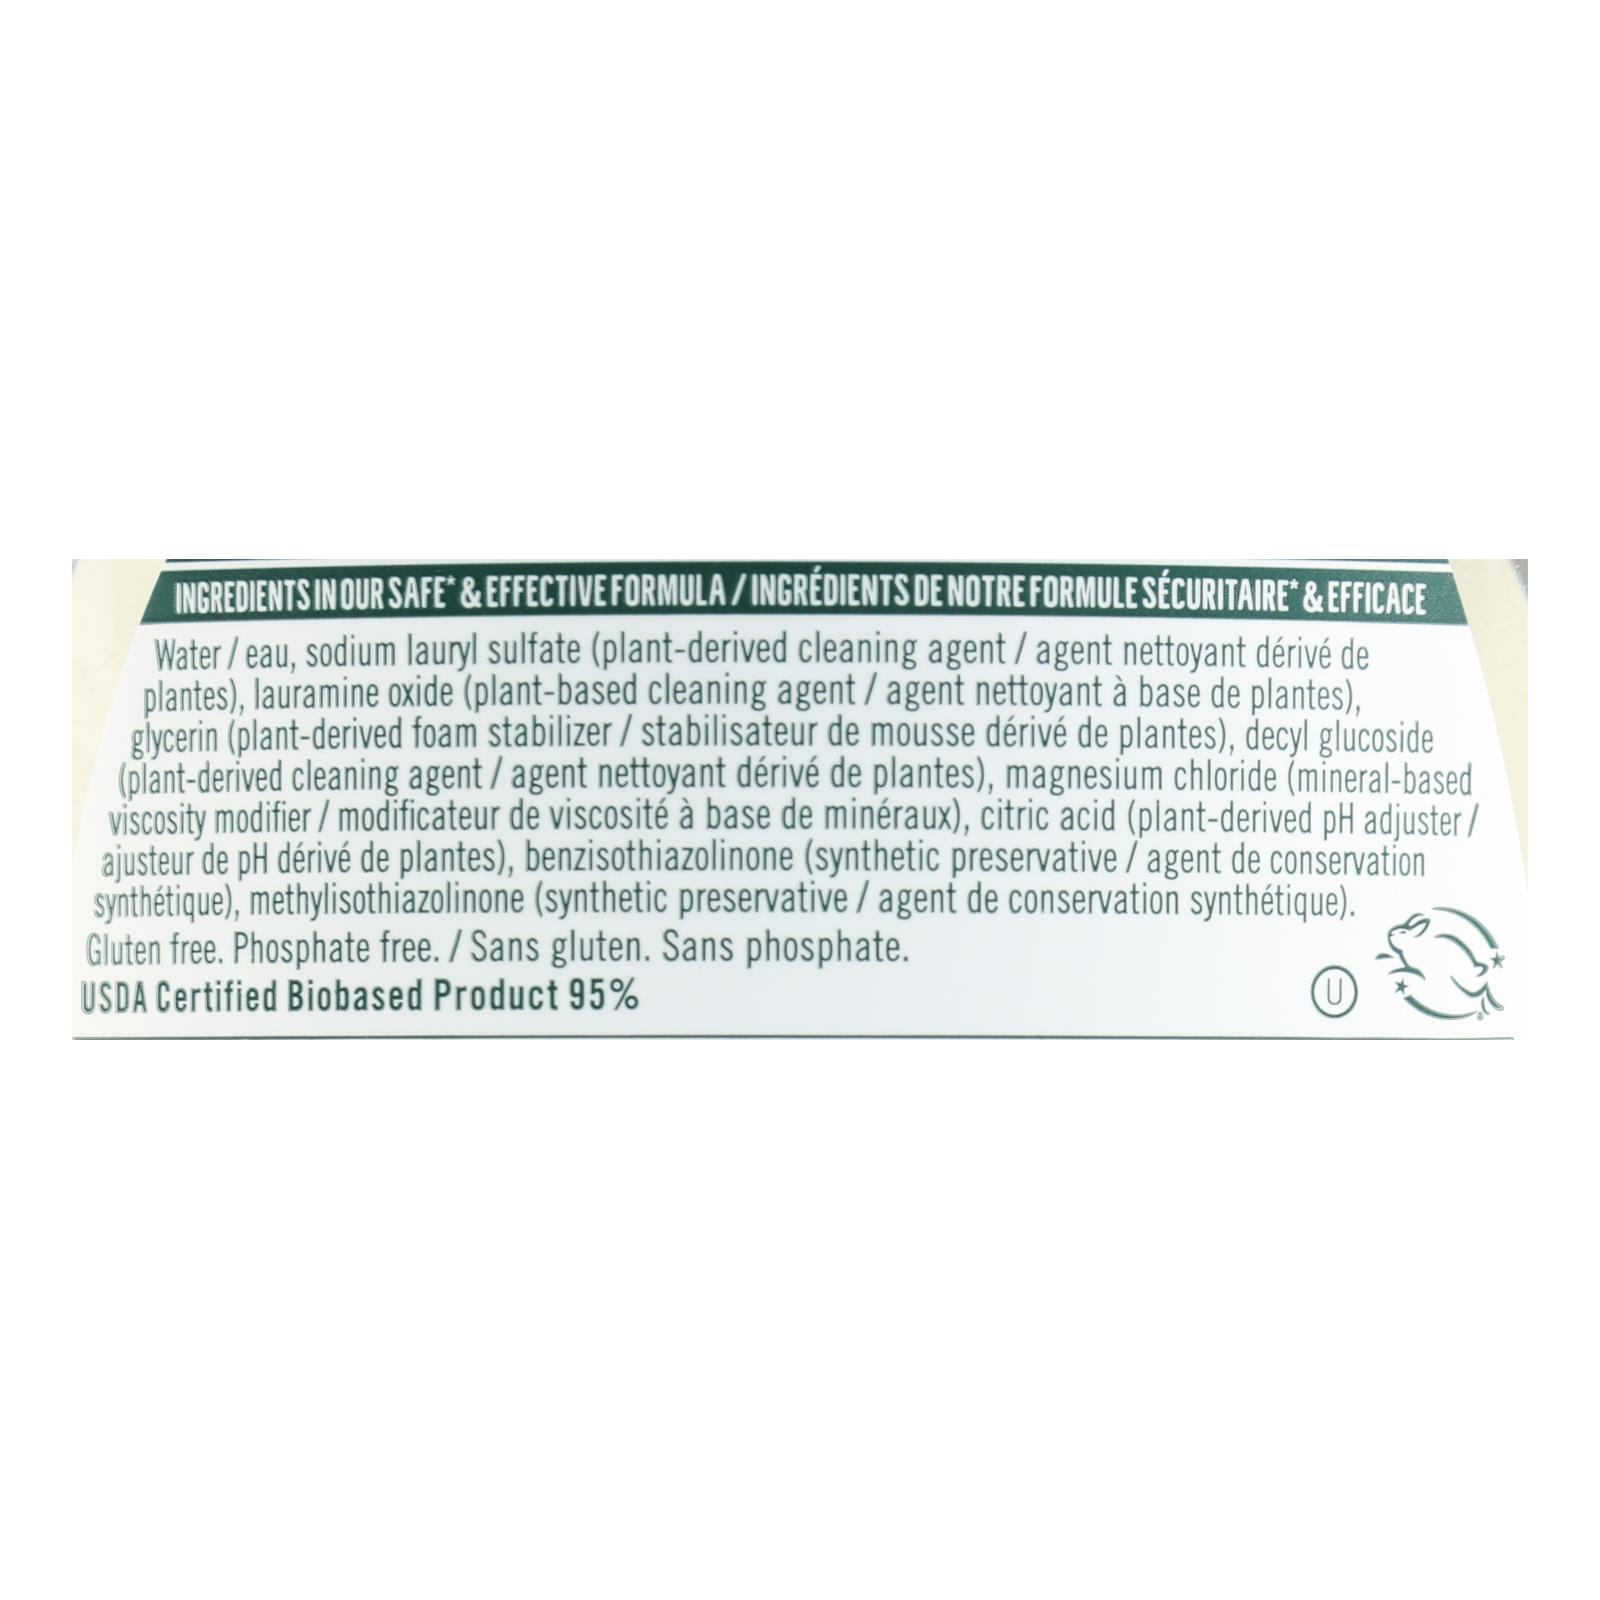 INGREDIENTS IN OUR SAFE* & EFFECTIVE FORMULA / INGRÉDIENTS DE NOTRE FORMULE SÉCURITAIRE* & EFFICACE
Water / eau, sodium lauryl sulfate (plant-derived cleaning agent / agent nettoyant dérivé de
plantes), lauramine oxide (plant-based cleaning agent / agent nettoyant à base de plantes),
glycerin (plant-derived foam stabilizer / stabilisateur de mousse dérivé de plantes), decyl glucoside
(plant-derived cleaning agent / agent nettoyant dérivé de plantes), magnesium chloride (mineral-based
viscosity modifier / modificateur de viscosité à base de minéraux), citric acid (plant-derived pH adjuster /
ajusteur de pH dérivé de plantes), benzisothiazolinone (synthetic preservative / agent de conservation
synthétique), methylisothiazolinone (synthetic preservative / agent de conservation synthétique).
Gluten free. Phosphate free. / Sans gluten. Sans phosphate.
USDA Certified Biobased Product 95%
U